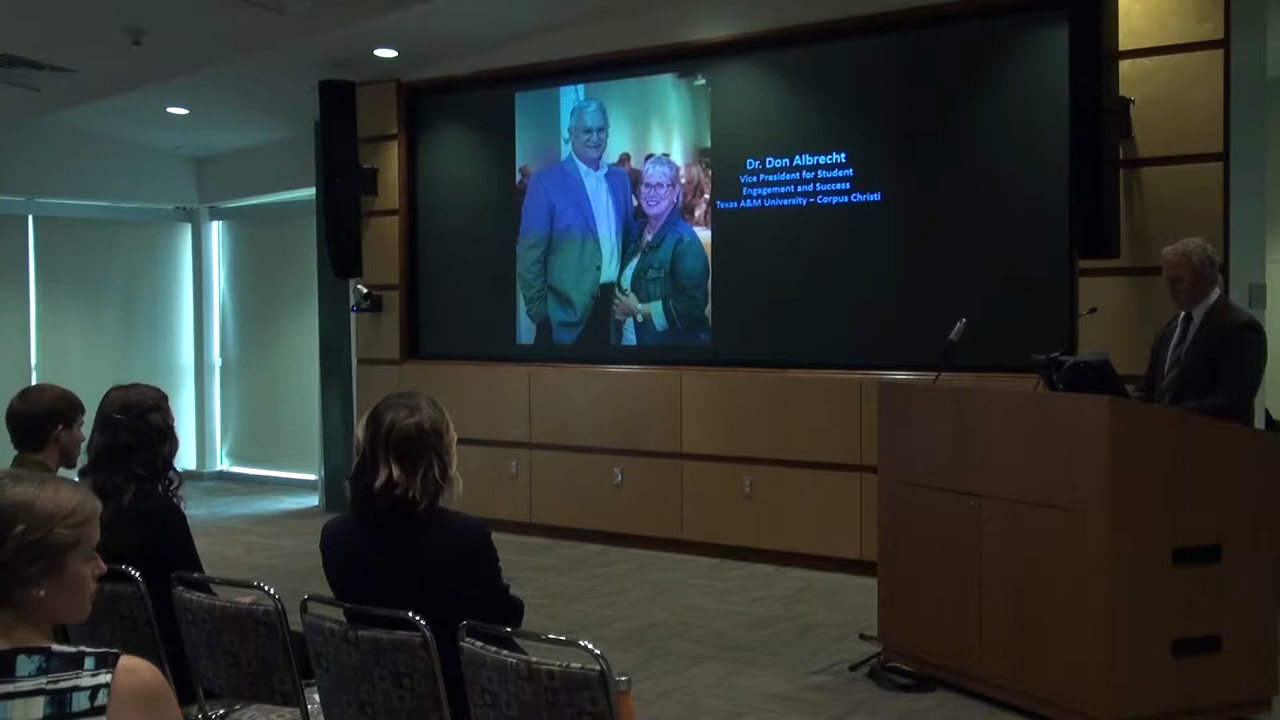 Dr. Don Albrecht
Vice President for Student
Engagement and Success
Texas A&M University – Corpus Christi